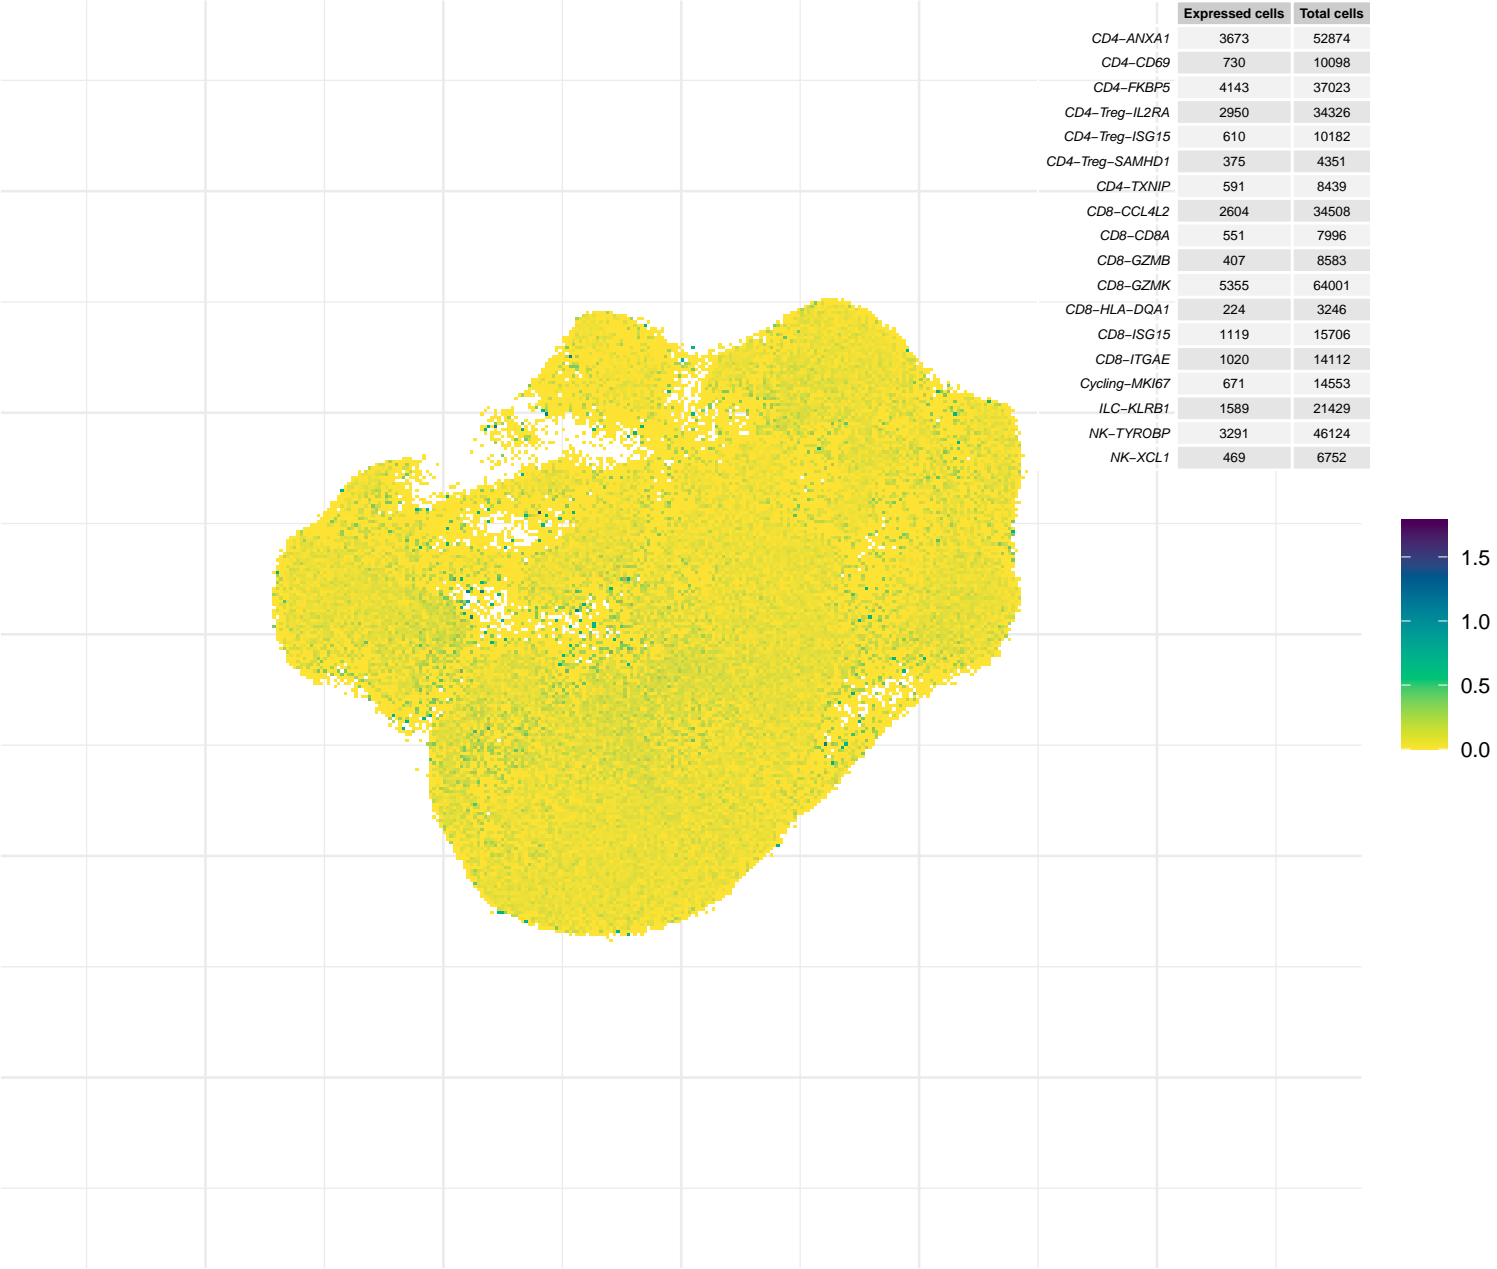 Expressed cells Total cells
CD4−ANXA1 3673 52874
CD4−CD69 730 10098
CD4−FKBP5 4143 37023
CD4−Treg−IL2RA 2950 34326
CD4−Treg−ISG15 610 10182
CD4−Treg−SAMHD1 375 4351
CD4−TXNIP 591 8439
CD8−CCL4L2 2604 34508
CD8−CD8A 551 7996
CD8−GZMB 407 8583
CD8−GZMK 5355 64001
CD8−HLA−DQA1 224 3246
CD8−ISG15 1119 15706
CD8−ITGAE 1020 14112
Cycling−MKI67 671 14553
ILC−KLRB1 1589 21429
NK−TYROBP 3291 46124
NK−XCL1 469 6752
1.5
1.0
0.5
0.0